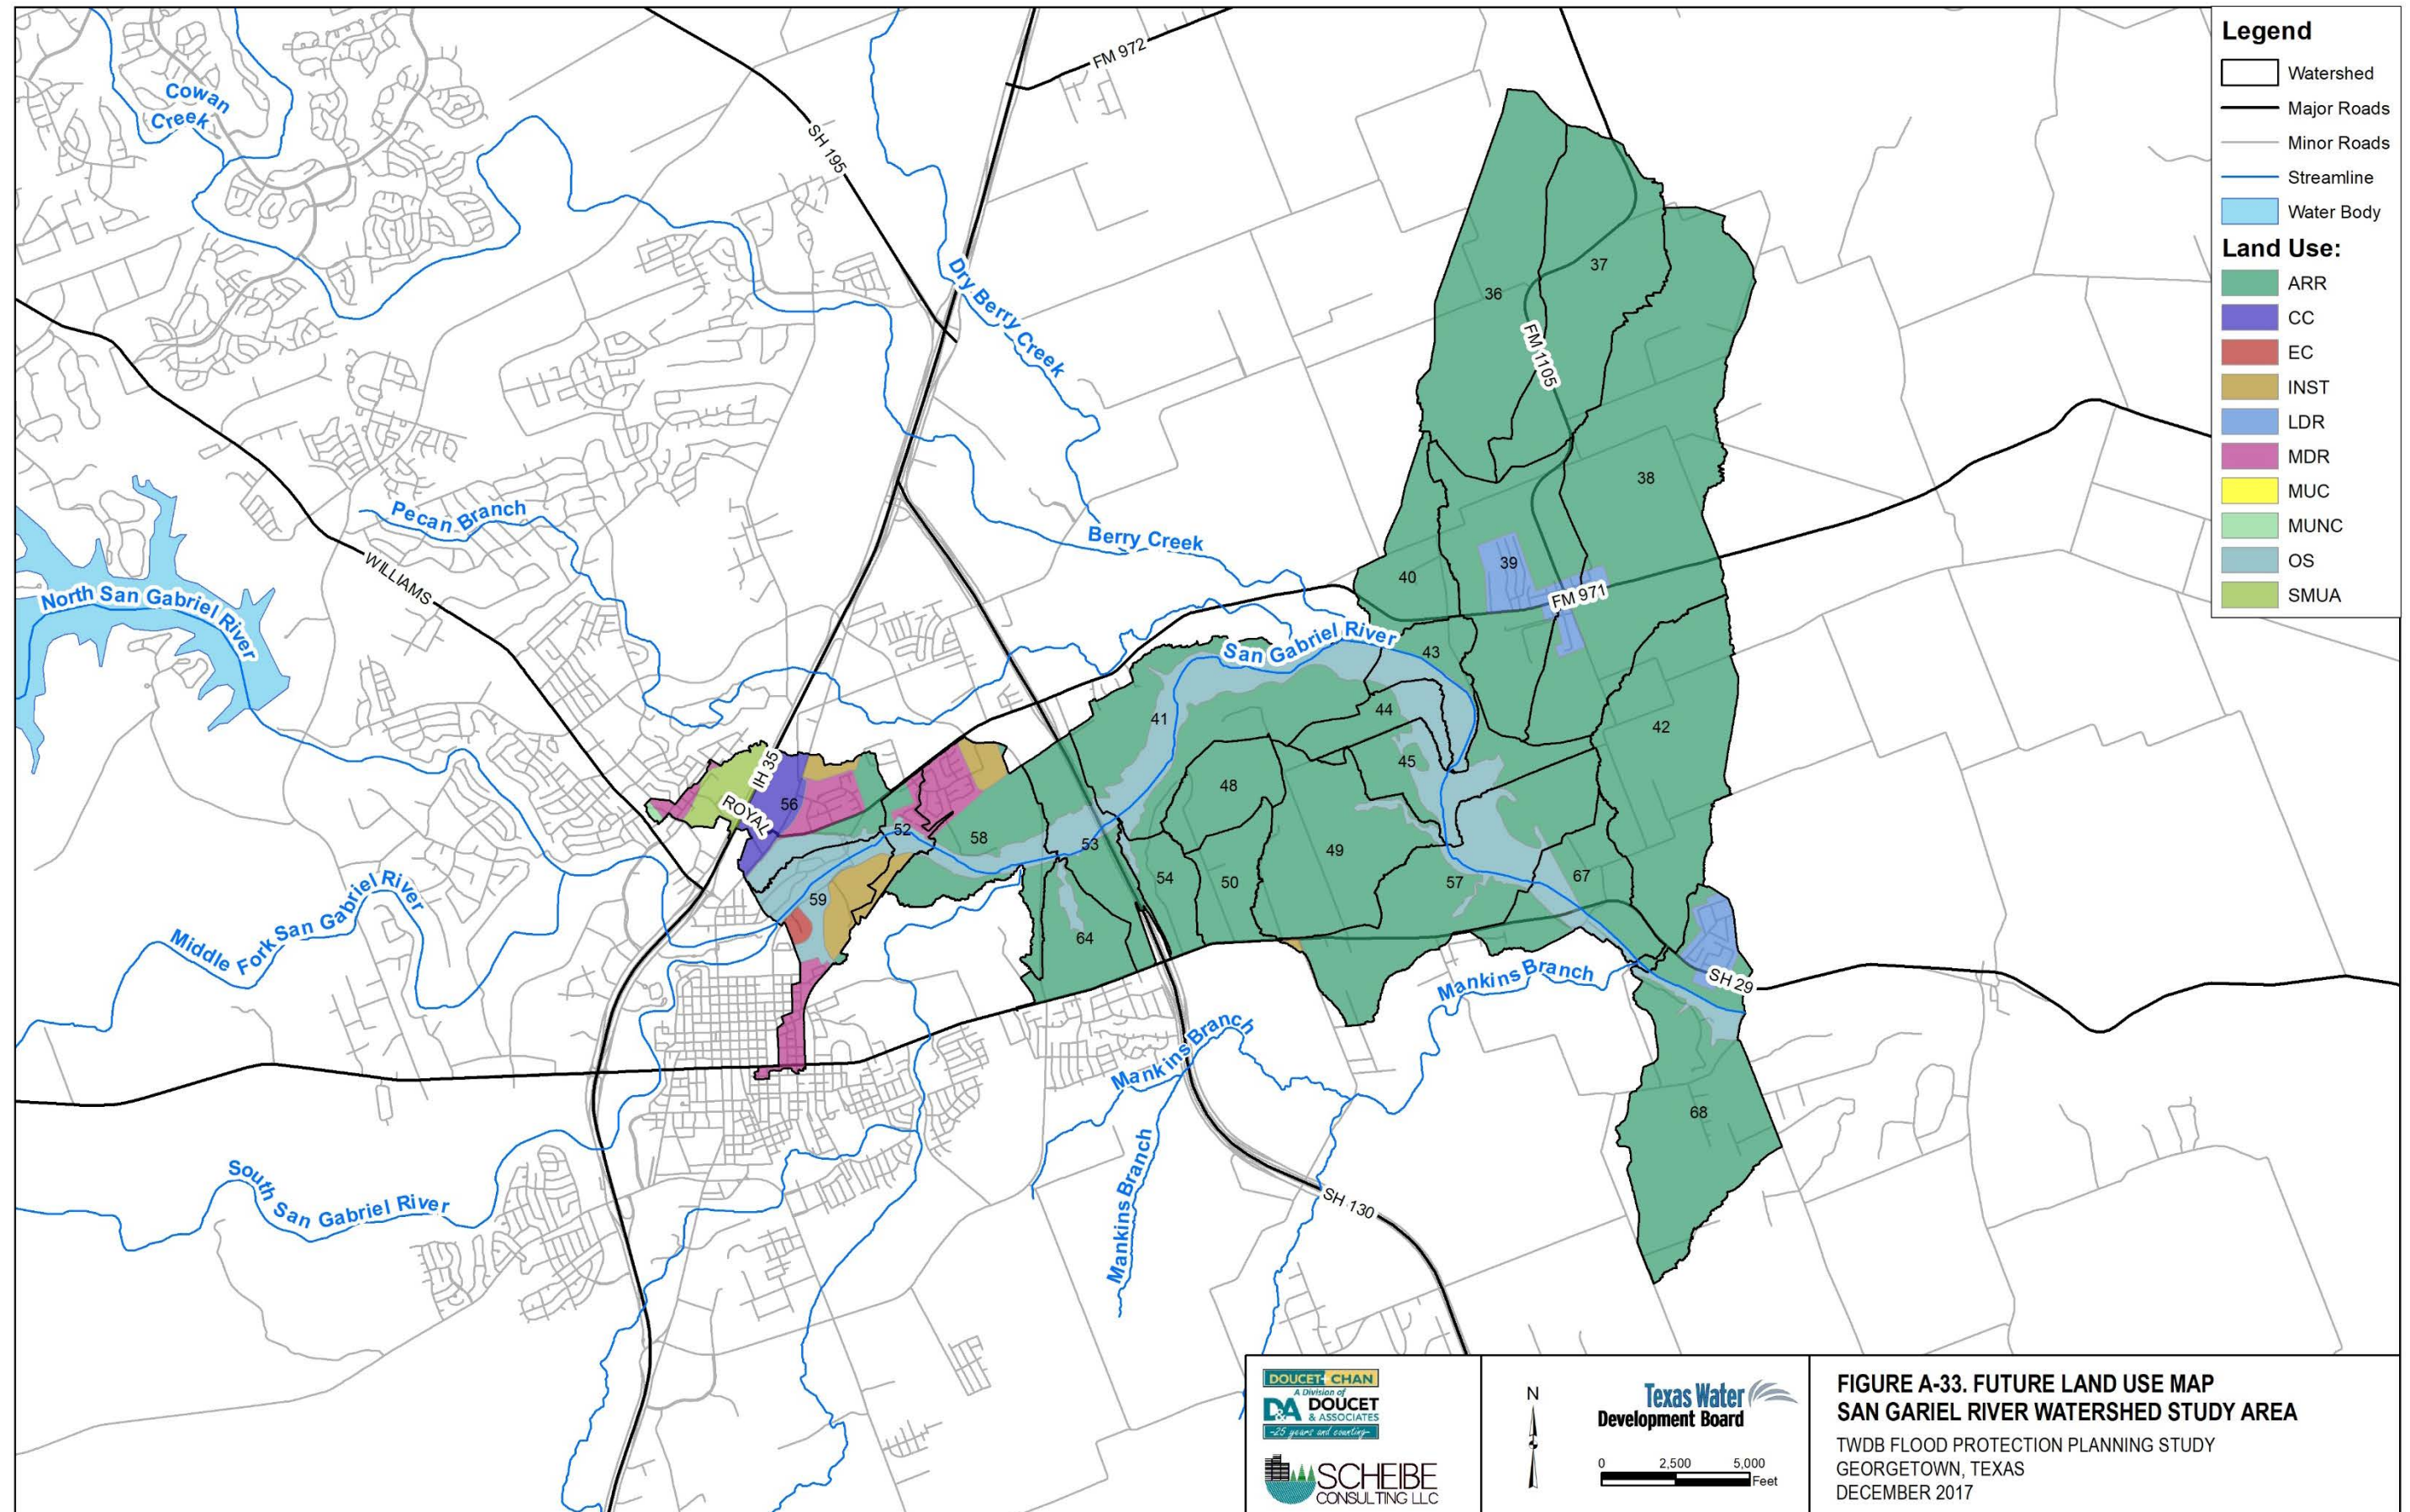 Cowan
Creek
FM 972
SH 195
Dry Berry Creek
Pecan Branch
Berry Creek
WILLIAMS
North San Gabriel River
36
37
FM 1105
38
39
40
FM 971
San Gabriel River
43
41
44
42
45
IH 35
ROYAL
56
48
52
58
53
49
54
50
57
67
59
64
Middle Fork San Gabriel River
Mankins Branch
SH 29
Mankins Branch
Mankins Branch
68
South San Gabriel River
SH 130
Legend
Watershed
Major Roads
Minor Roads
Streamline
Water Body
Land Use:
ARR
CC
EC
INST
LDR
MDR
MUC
MUNC
OS
SMUA
DOUCET+CHAN
A Division of
D&A DOUCET
& ASSOCIATES
-25 years and counting-
SCHEIBE
CONSULTING LLC
N
Texas Water
Development Board
0 2,500 5,000
Feet
FIGURE A-33. FUTURE LAND USE MAP
SAN GARIEL RIVER WATERSHED STUDY AREA
TWDB FLOOD PROTECTION PLANNING STUDY
GEORGETOWN, TEXAS
DECEMBER 2017